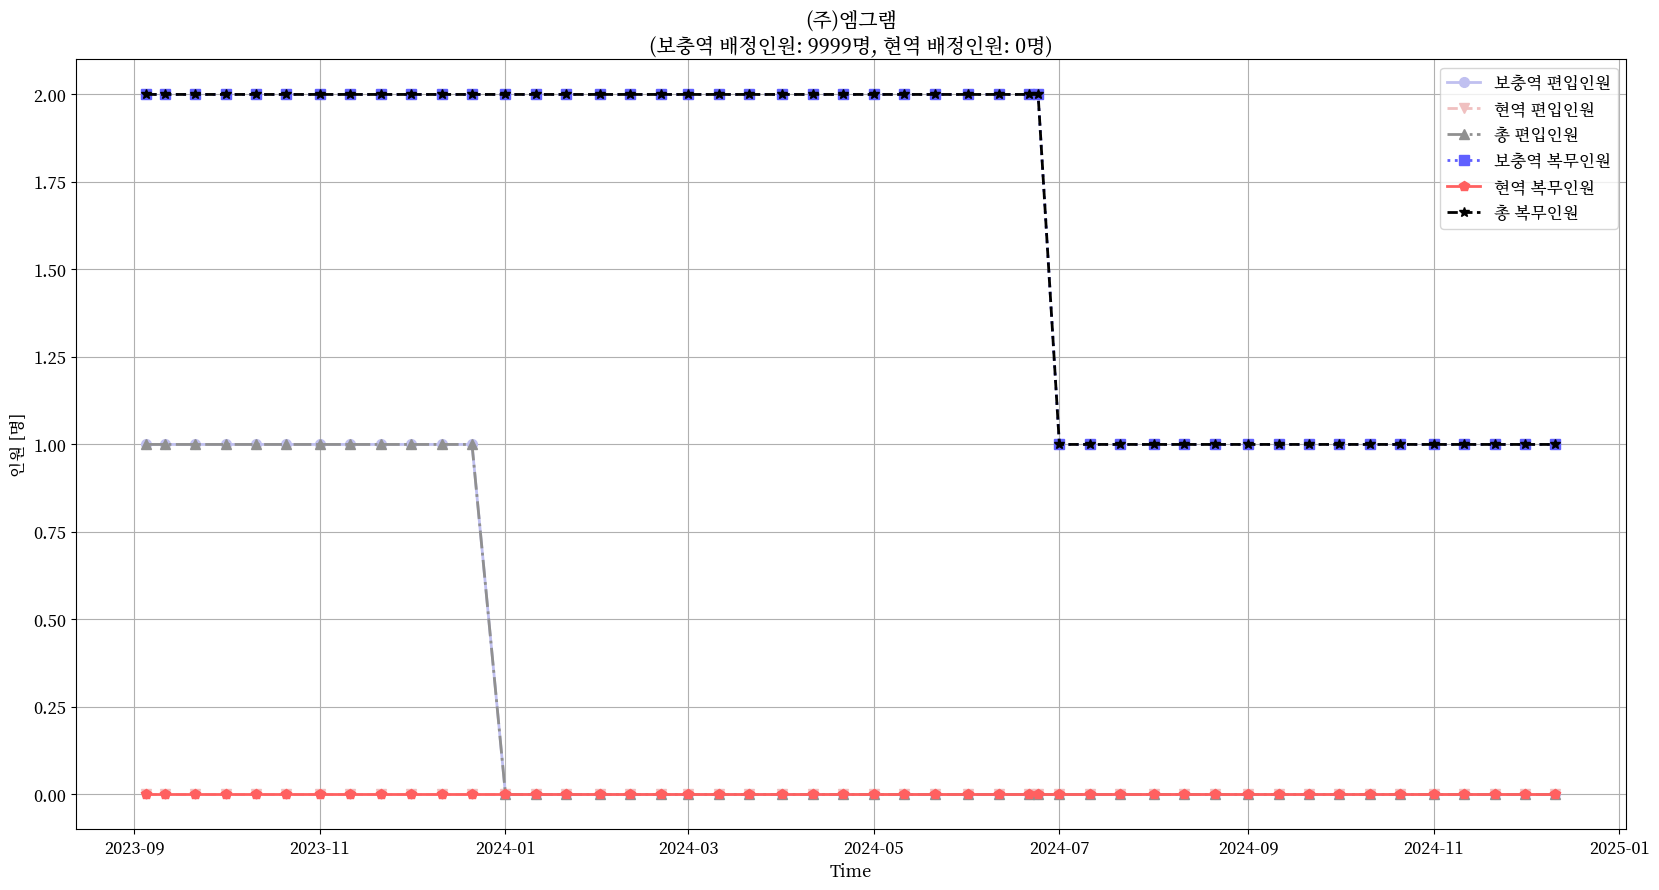 (주)엠그램
(보충역 배정인원: 9999명, 현역 배정인원: 0명)
보충역 편입인원
현역 편입인원
총 편입인원
보충역 복무인원
현역 복무인원
총 복무인원
인원 [명]
2.00
1.75
1.50
1.25
1.00
0.75
0.50
0.25
0.00
2023-09 2023-11 2024-01 2024-03 2024-05 2024-07 2024-09 2024-11 2025-01
Time